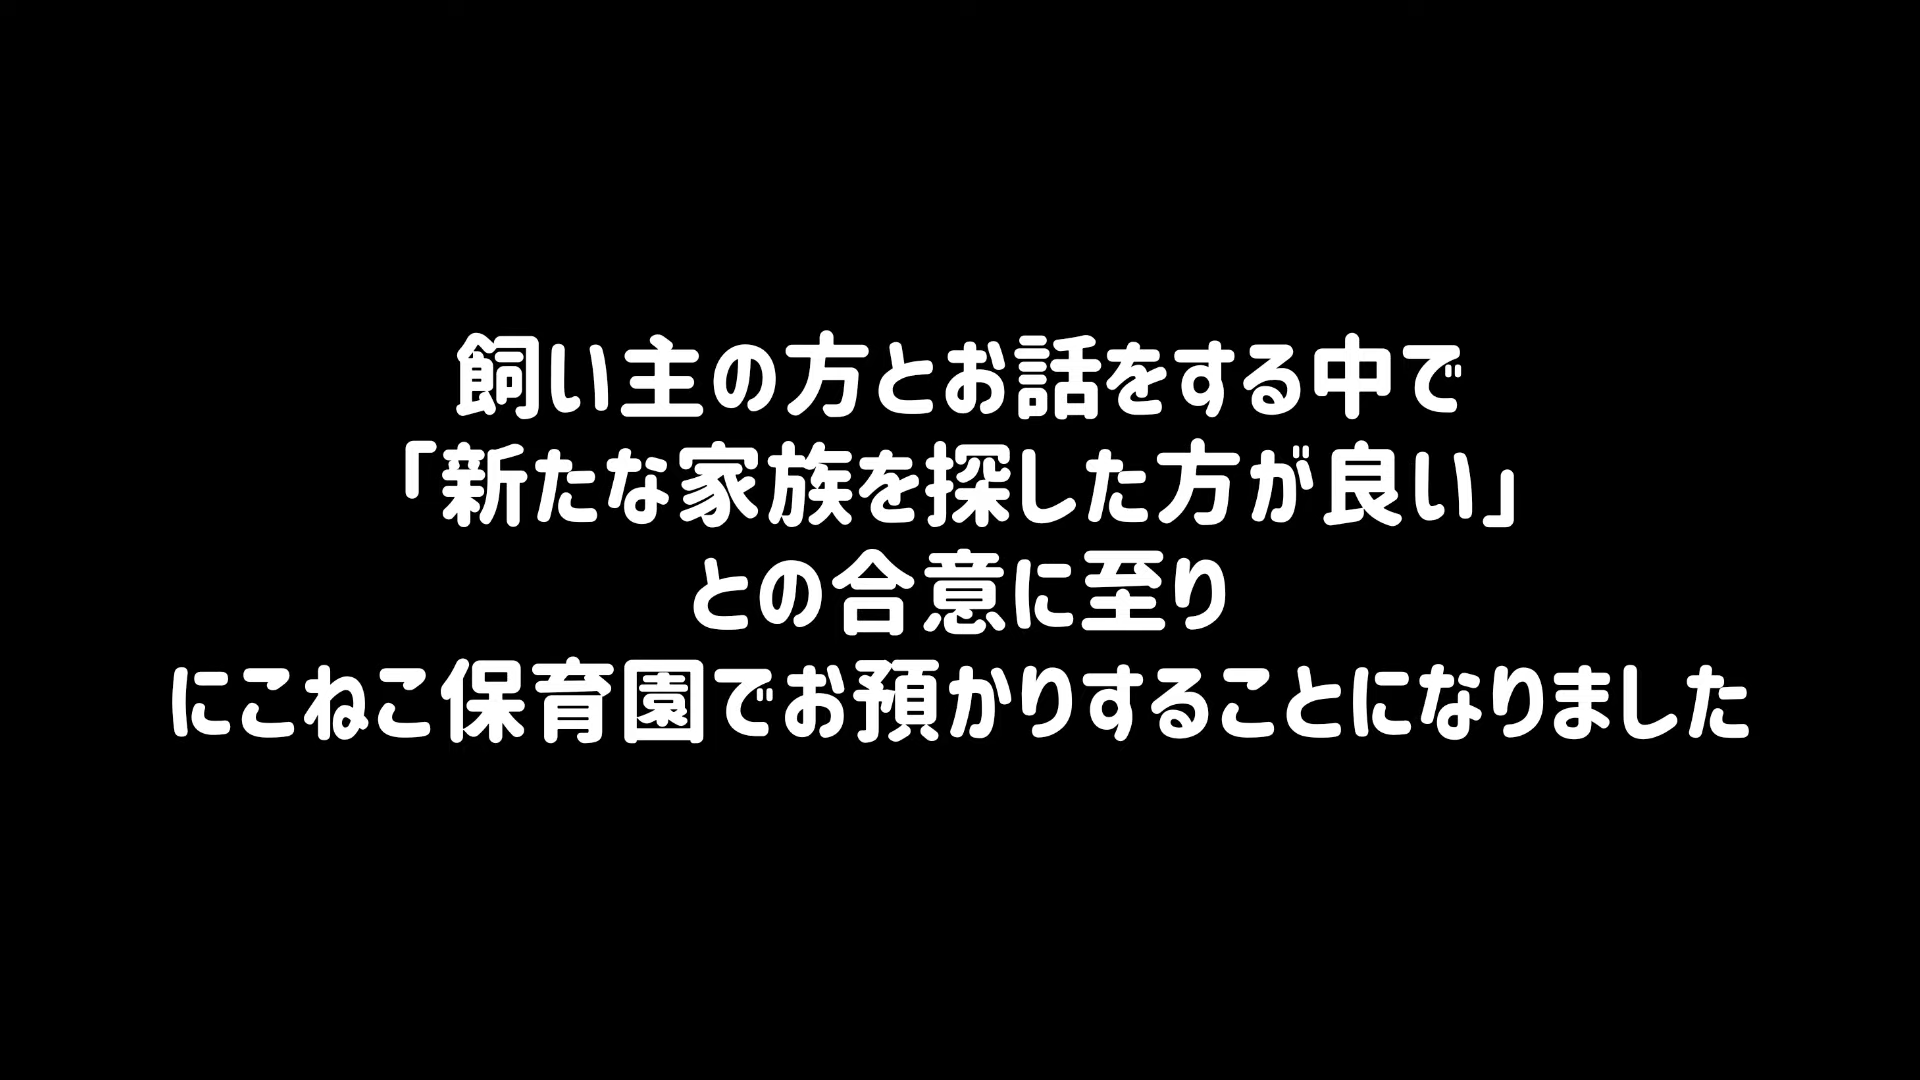 飼い主の方とお話をする中で
「新たな家族を探した方が良い」
との合意に至り
にこねこ保育園でお預かりすることになりました